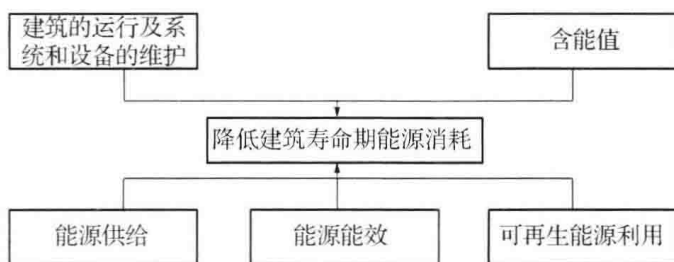 建筑的运行及系
统和设备的维护
含能值
降低建筑寿命期能源消耗
能源供给
能源能效
可再生能源利用